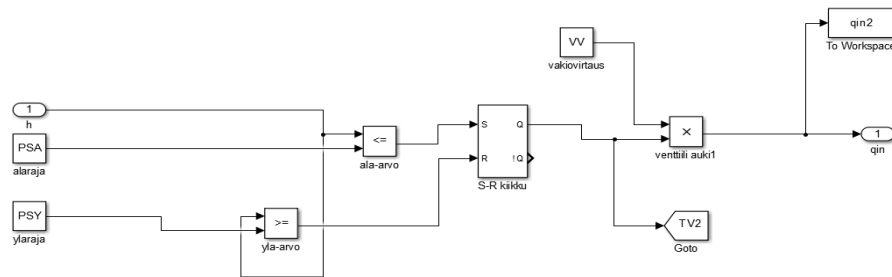 qin2
To Workspace
VV
vakiovirtaus
1
h
PSA
alaraja
<=
ala-arvo
S Q
R !Q
S-R kiikku
×
venttiili auki1
1
qin
PSY
ylaraja
>=
yla-arvo
TV2
Goto